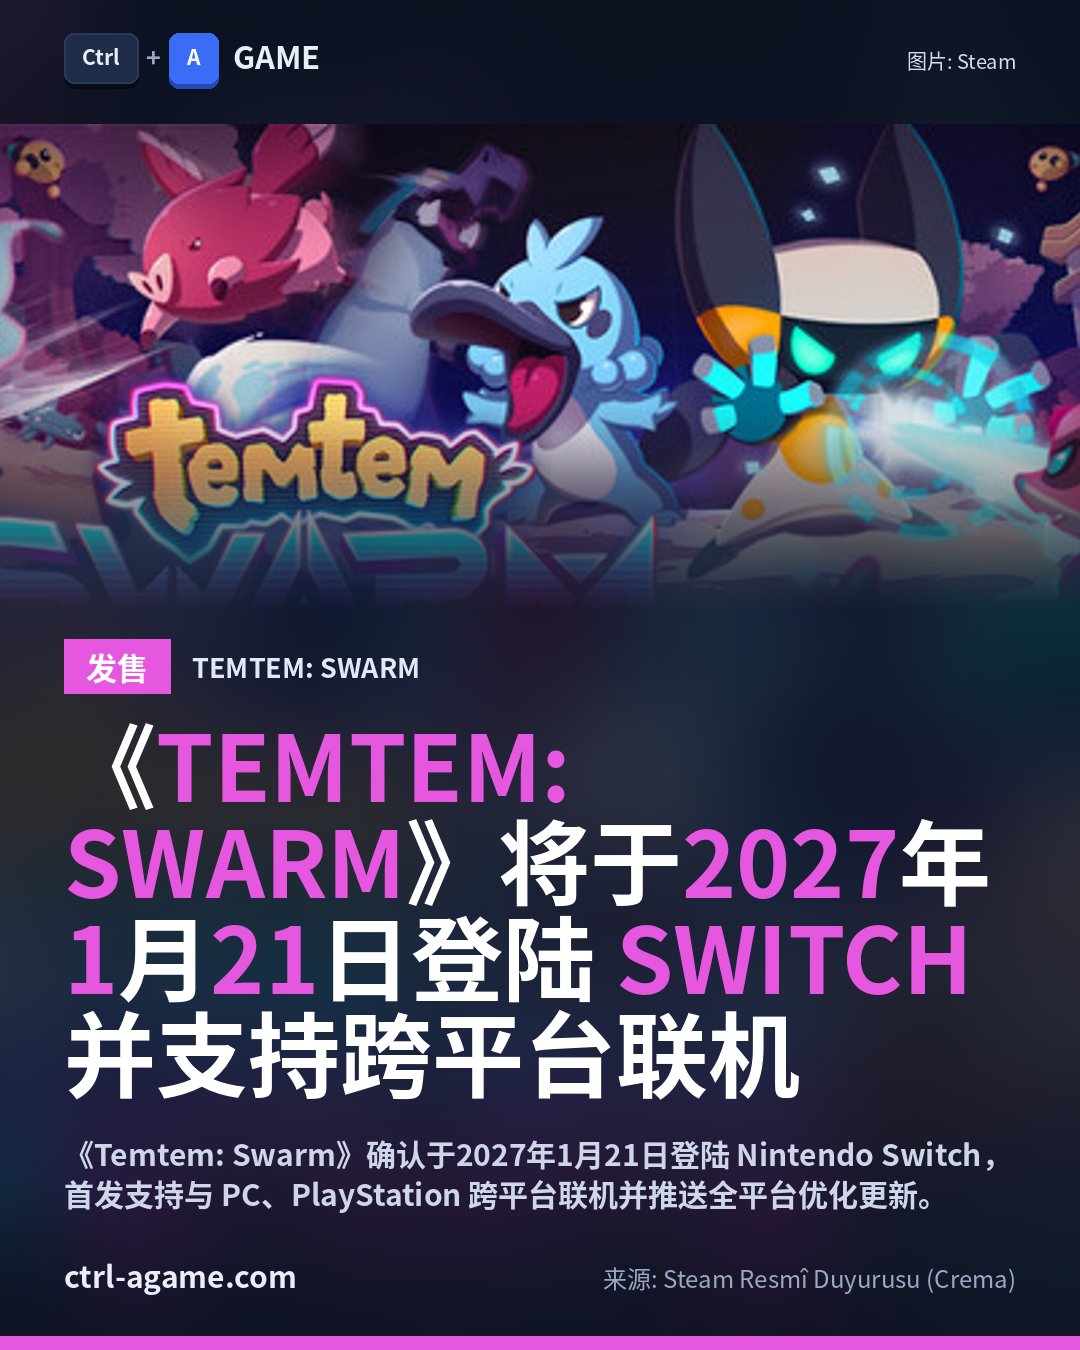 Ctrl + A GAME
图片: Steam
temtem
SWARM
发售 TEMTEM: SWARM
《TEMTEM:
SWARM》将于2027年
1月21日登陆 SWITCH
并支持跨平台联机
《Temtem: Swarm》确认于2027年1月21日登陆 Nintendo Switch，
首发支持与 PC、PlayStation 跨平台联机并推送全平台优化更新。
ctrl-agame.com
来源: Steam Resmî Duyurusu (Crema)